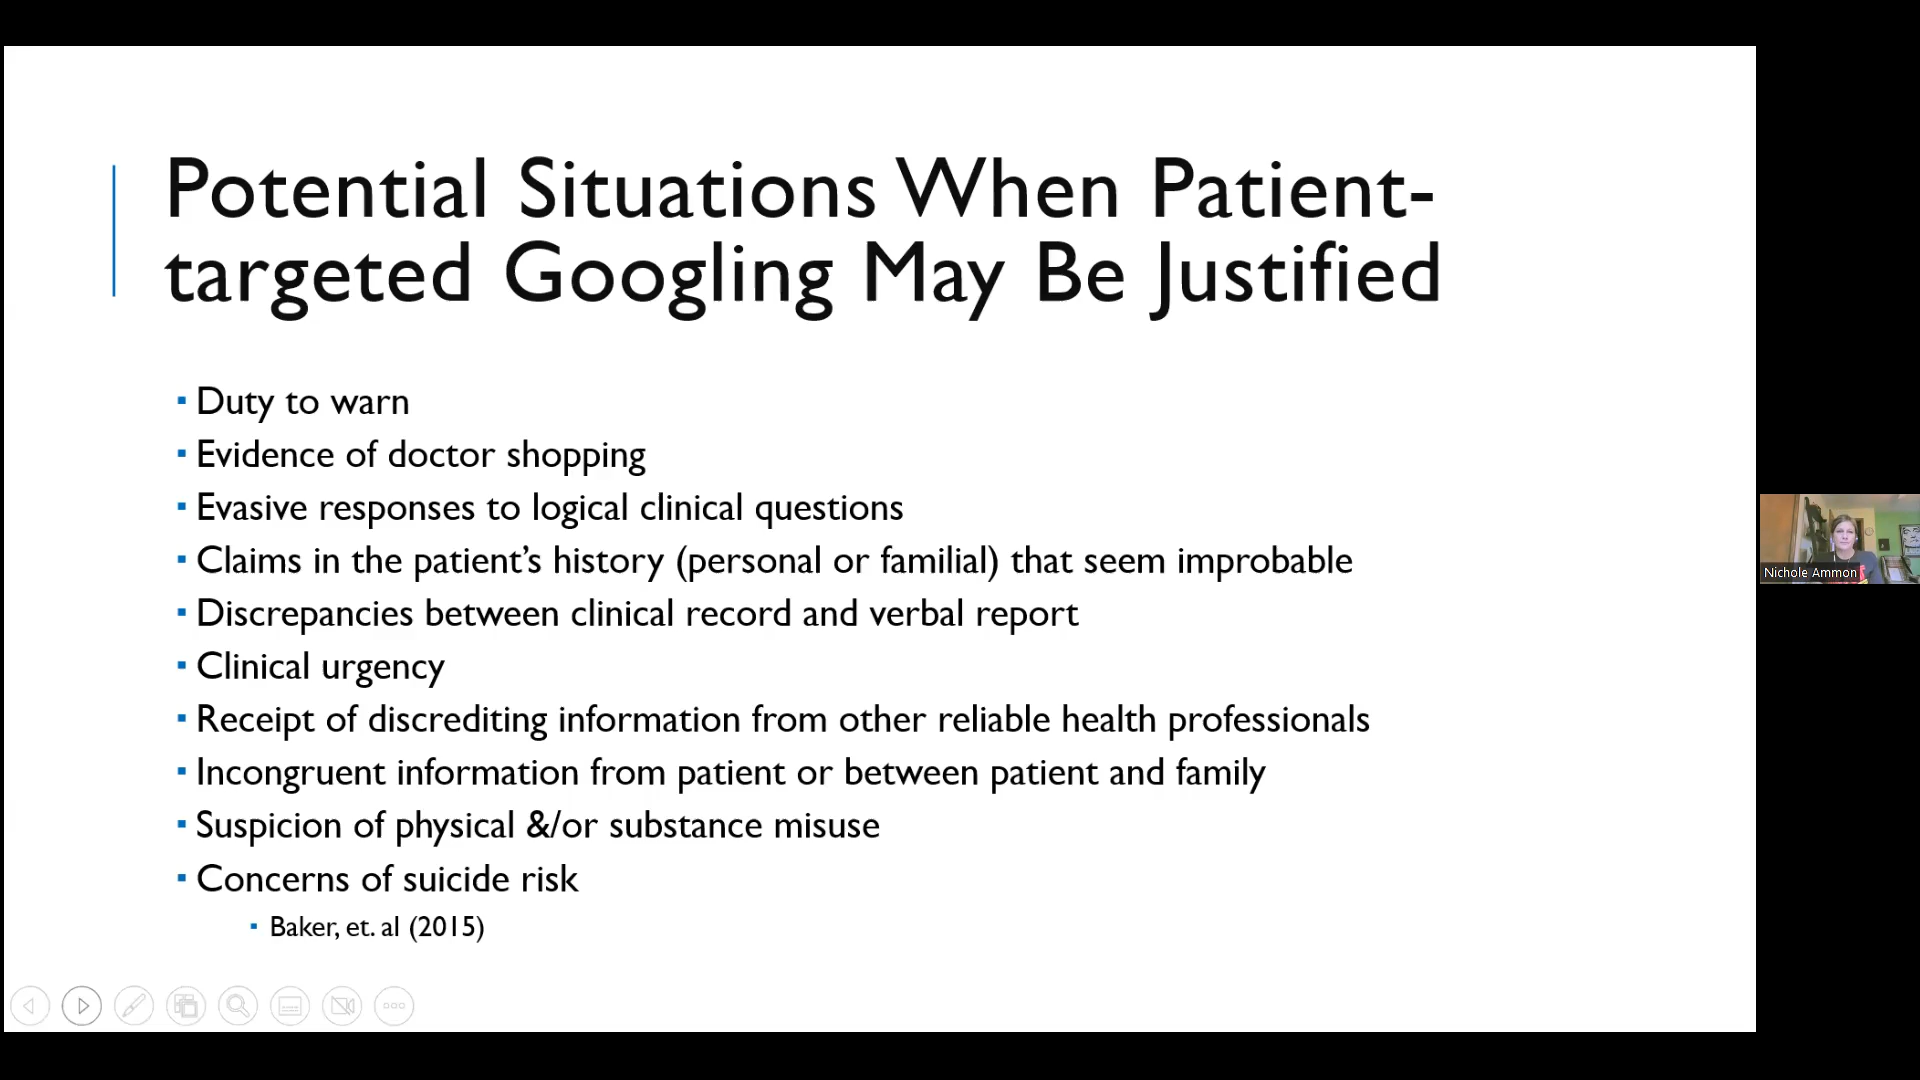 Potential Situations When Patient-
targeted Googling May Be Justified
Duty to warn
Evidence of doctor shopping
Evasive responses to logical clinical questions
Claims in the patient’s history (personal or familial) that seem improbable
Discrepancies between clinical record and verbal report
Clinical urgency
Receipt of discrediting information from other reliable health professionals
Incongruent information from patient or between patient and family
Suspicion of physical &/or substance misuse
Concerns of suicide risk
Baker, et. al (2015)
Nichole Ammon